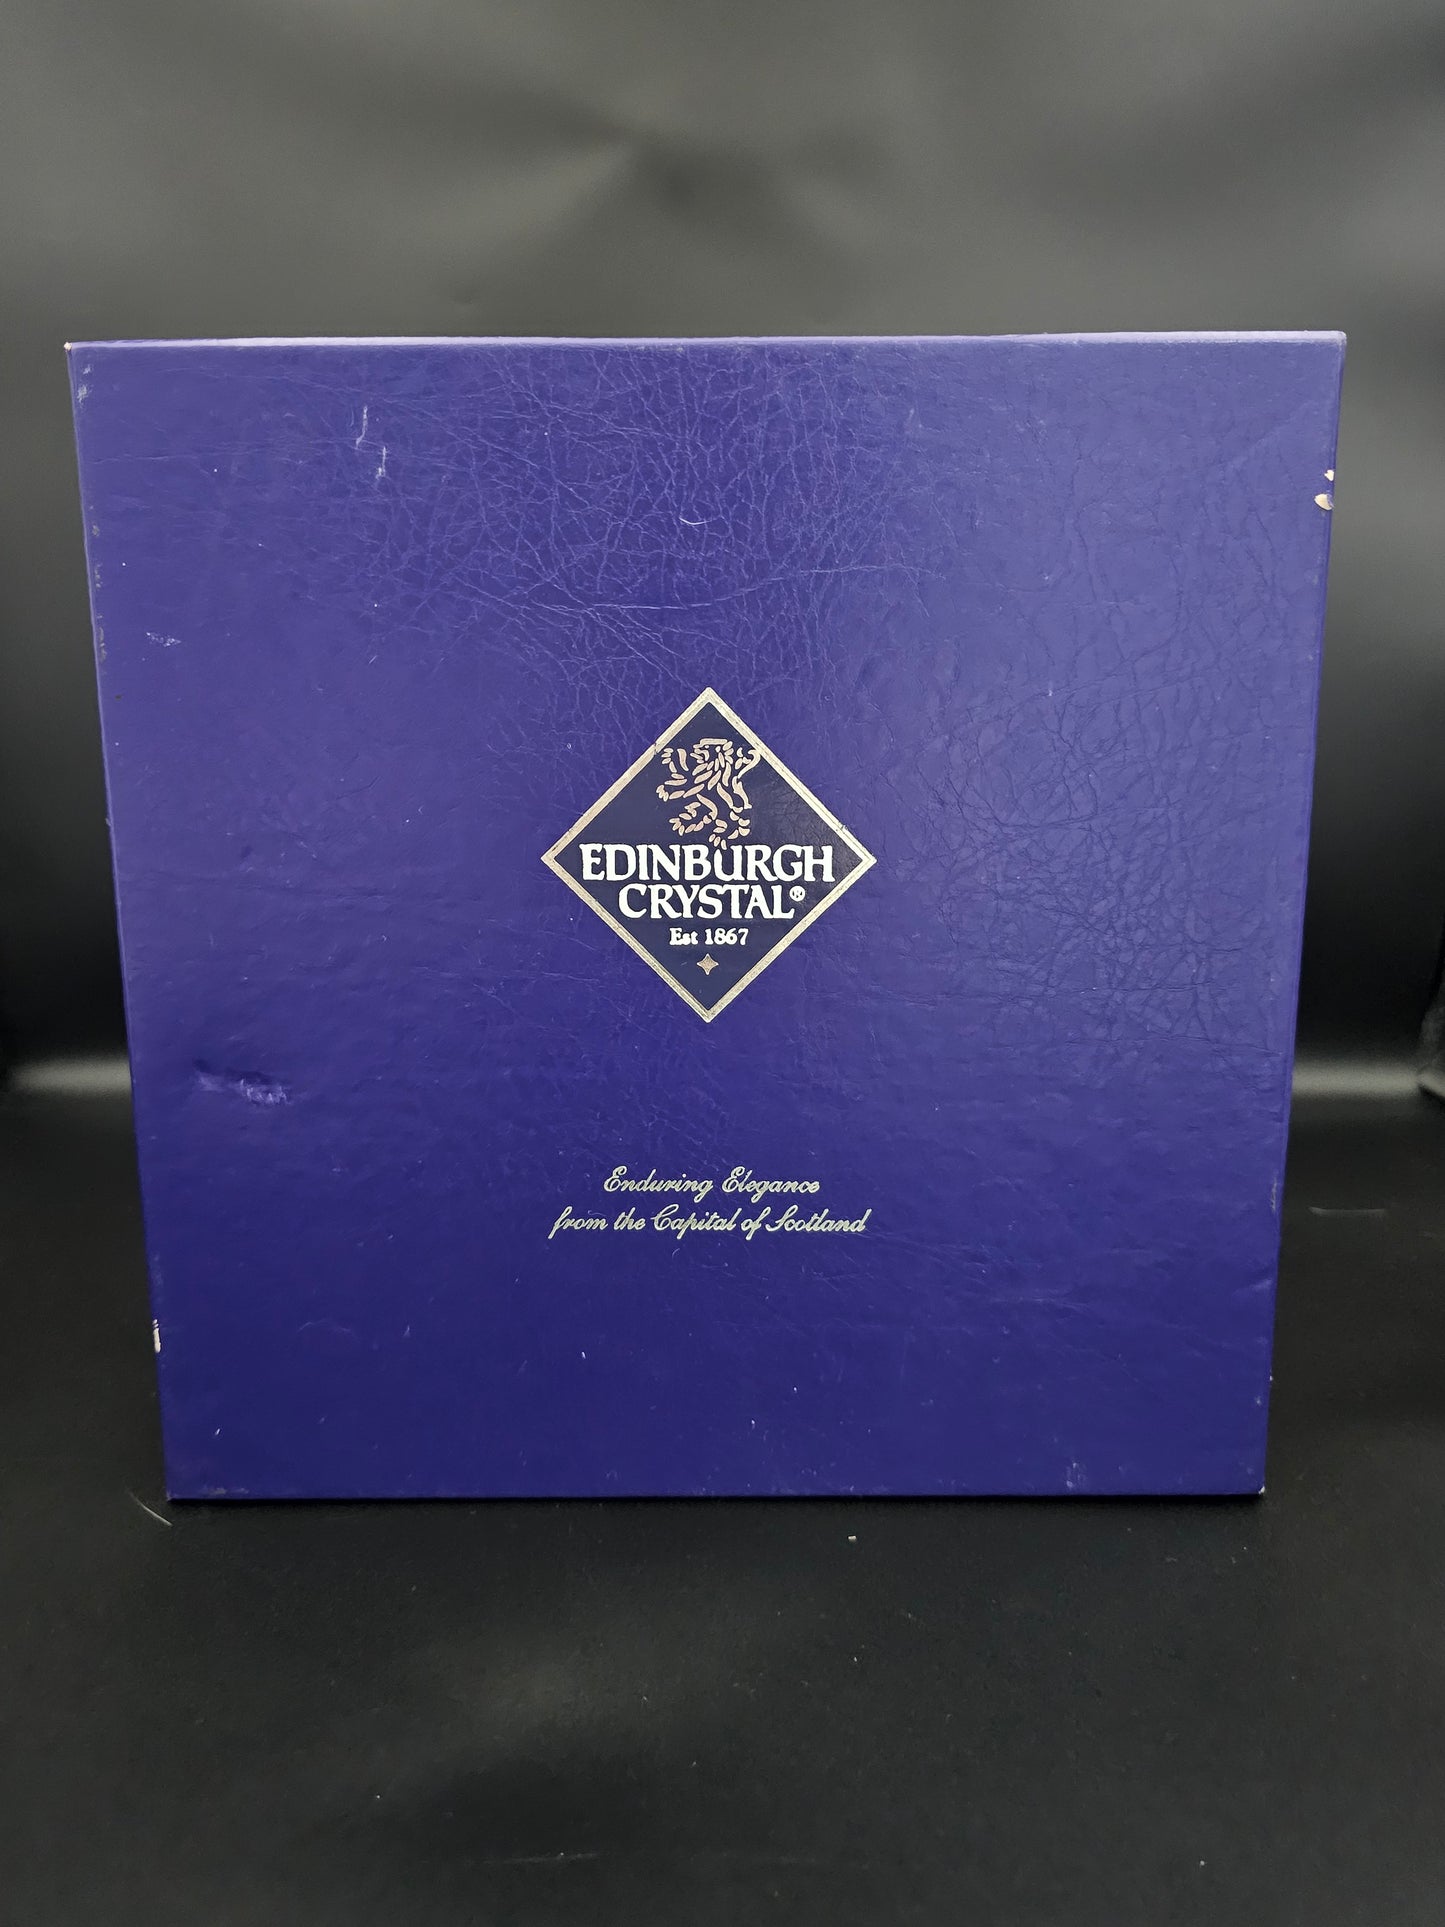 EDINBURGH
CRYSTAL®
Est 1867
Enduring Elegance
from the Capital of Scotland